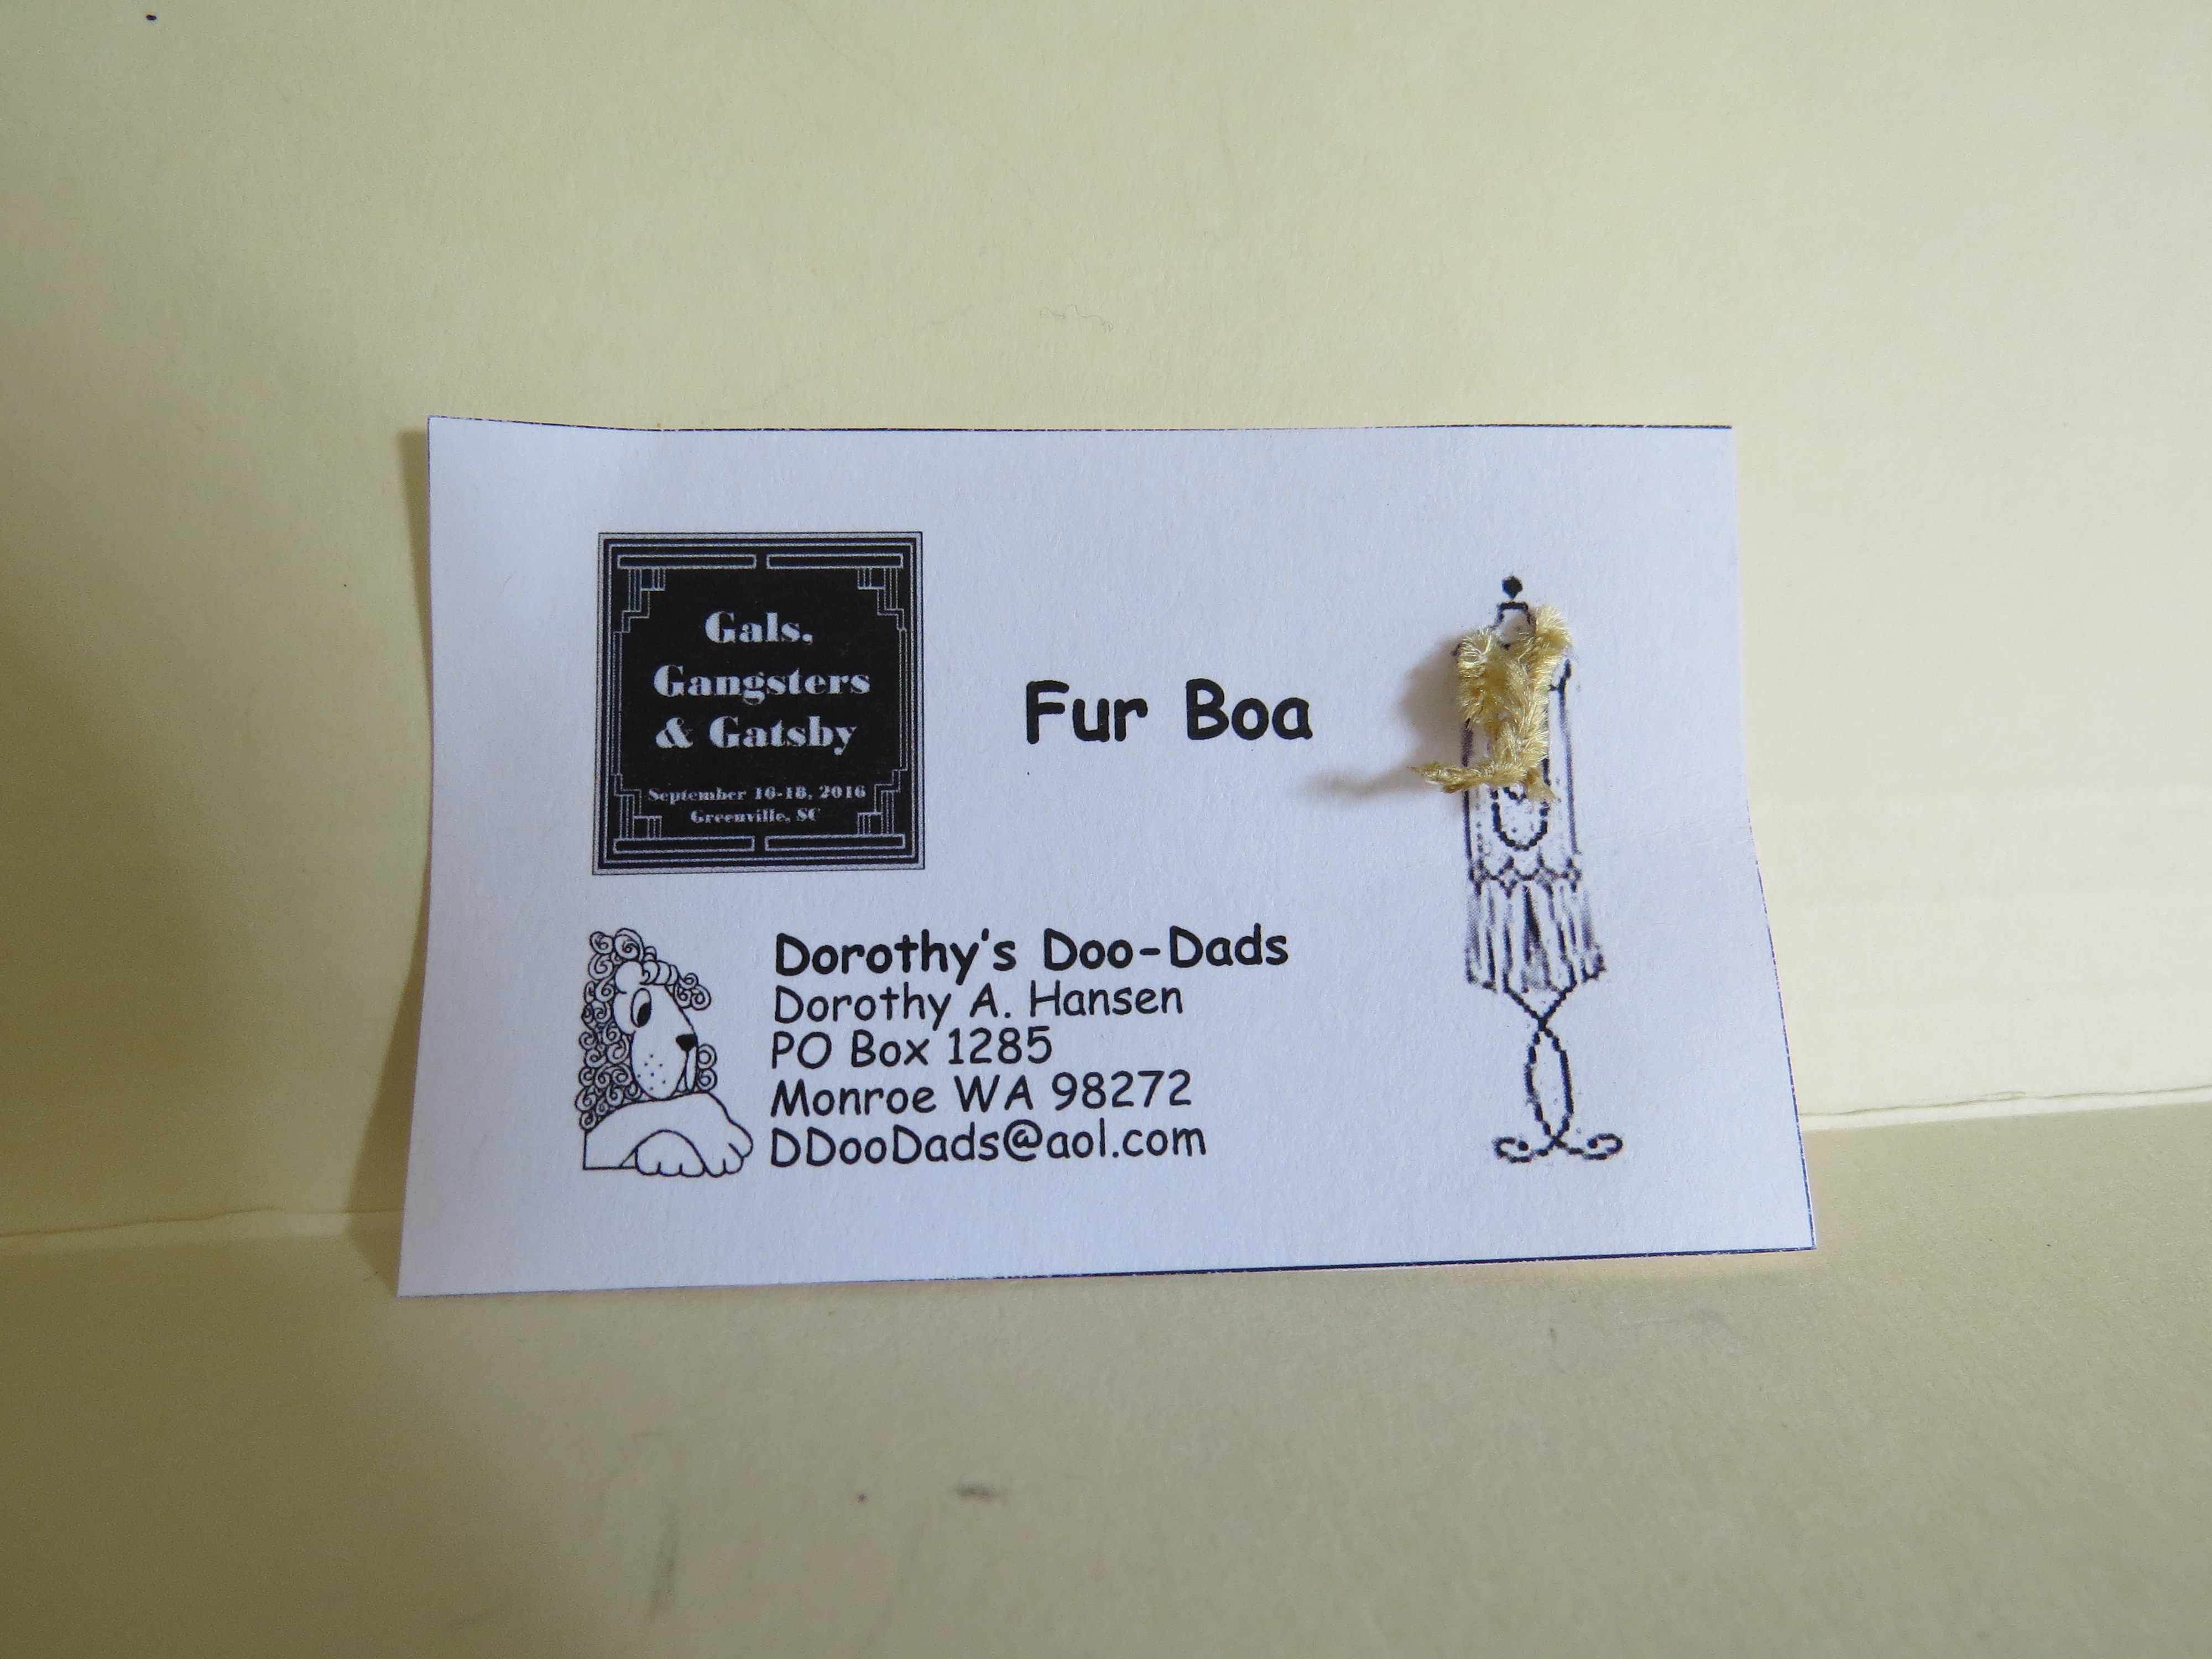 Gals,
Gangsters
& Gatsby
September 16-18, 2016
Greenville, SC
Fur Boa
Dorothy's Doo-Dads
Dorothy A. Hansen
PO Box 1285
Monroe WA 98272
DDooDads@aol.com